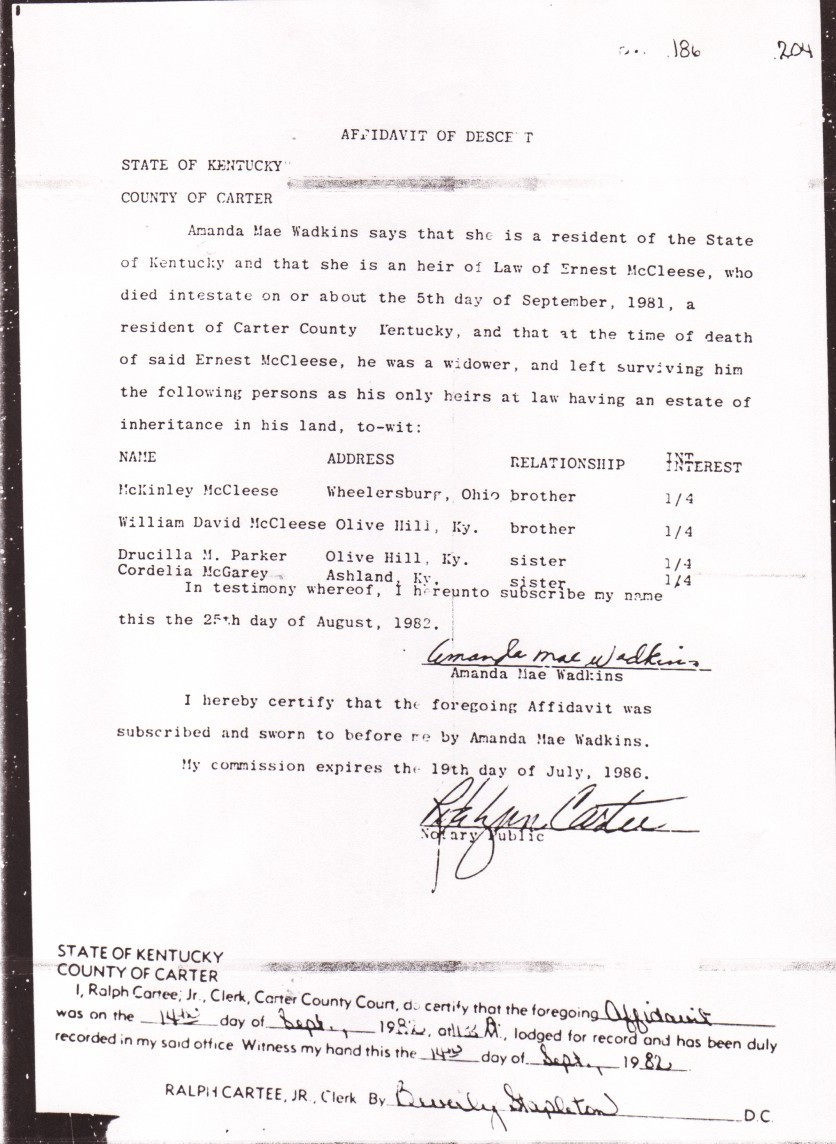 186 204
AFFIDAVIT OF DESCE T
STATE OF KENTUCKY
COUNTY OF CARTER
Amanda Mae Wadkins says that she is a resident of the State
of Kentucky and that she is an heir of Law of Ernest McCleese, who
died intestate on or about the 5th day of September, 1981, a
resident of Carter County Kentucky, and that at the time of death
of said Ernest McCleese, he was a widower, and left surviving him
the following persons as his only heirs at law having an estate of
inheritance in his land, to-wit:
INT
NAME ADDRESS RELATIONSHIP INTEREST
McKinley McCleese Wheelersburg, Ohio brother 1/4
William David McCleese Olive Hill, Ky. brother 1/4
Drucilla M. Parker Olive Hill, Ky. sister 1/4
Cordelia McGarey Ashland, Ky. sister 1/4
In testimony whereof, I hereunto subscribe my name
this the 25th day of August, 1982.
Amanda Mae Wadkins
Amanda Mae Wadkins
I hereby certify that the foregoing Affidavit was
subscribed and sworn to before me by Amanda Mae Wadkins.
My commission expires the 19th day of July, 1986.
Cartee
Notary Public
STATE OF KENTUCKY
COUNTY OF CARTER
I, Ralph Cartee, Jr., Clerk, Carter County Court, do certify that the foregoing Affidavit
was on the 14th day of Sept., 1982, at M., lodged for record and has been duly
recorded in my said office Witness my hand this the 14th day of Sept., 1982.
RALPH CARTEE, JR., Clerk By Beverly Stapleton D.C.